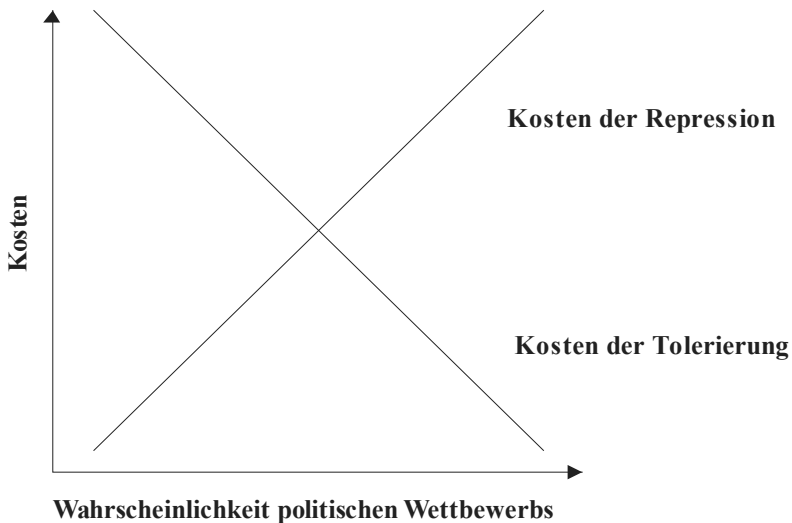 Kosten der Repression
Kosten
Kosten der Tolerierung
Wahrscheinlichkeit politischen Wettbewerbs